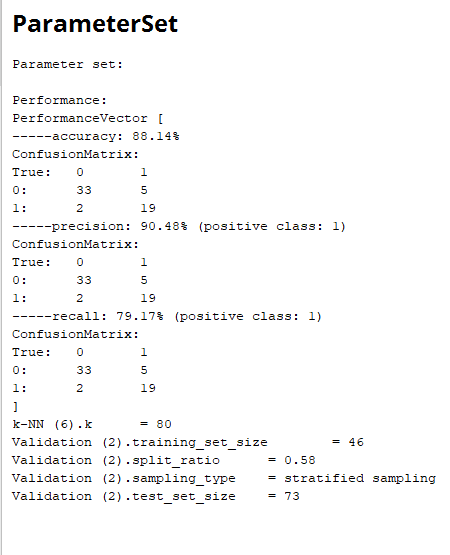 ParameterSet
Parameter set:
Performance:
PerformanceVector [
-----accuracy: 88.14%
ConfusionMatrix:
True: 0 1
0: 33 5
1: 2 19
-----precision: 90.48% (positive class: 1)
ConfusionMatrix:
True: 0 1
0: 33 5
1: 2 19
-----recall: 79.17% (positive class: 1)
ConfusionMatrix:
True: 0 1
0: 33 5
1: 2 19
]
k-NN (6).k = 80
Validation (2).training_set_size = 46
Validation (2).split_ratio = 0.58
Validation (2).sampling_type = stratified sampling
Validation (2).test_set_size = 73